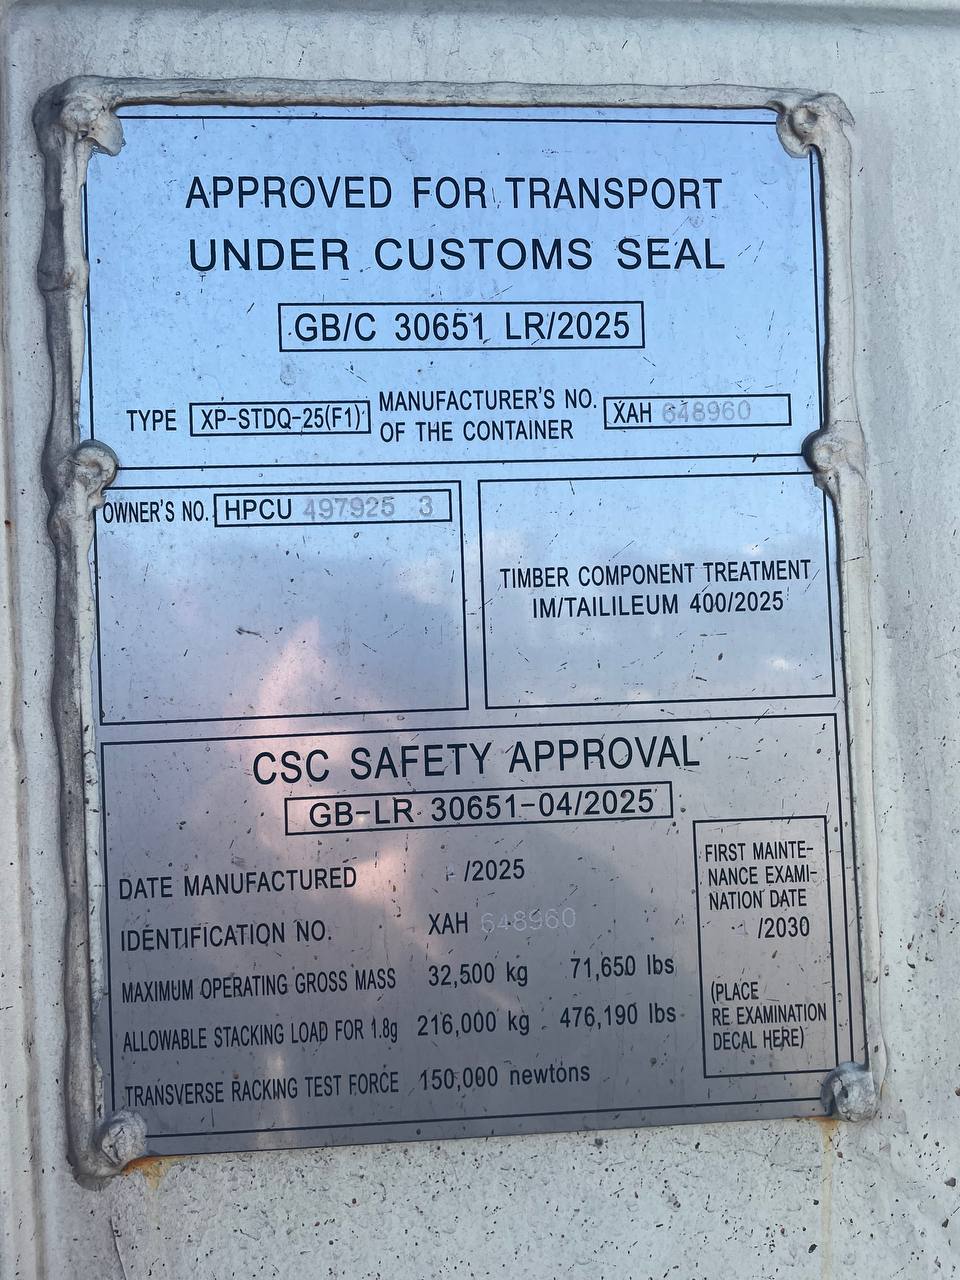 APPROVED FOR TRANSPORT
UNDER CUSTOMS SEAL
GB/C 30651 LR/2025
TYPE XP-STDQ-25(F1) MANUFACTURER'S NO. OF THE CONTAINER XAH 648960
OWNER'S NO. HPCU 497925 3
TIMBER COMPONENT TREATMENT
IM/TAILILEUM 400/2025
CSC SAFETY APPROVAL
GB-LR 30651-04/2025
DATE MANUFACTURED /2025
IDENTIFICATION NO. XAH 648960
MAXIMUM OPERATING GROSS MASS 32,500 kg 71,650 lbs
ALLOWABLE STACKING LOAD FOR 1.8g 216,000 kg 476,190 lbs
TRANSVERSE RACKING TEST FORCE 150,000 newtons
FIRST MAINTE-
NANCE EXAMI-
NATION DATE
/2030
(PLACE
RE EXAMINATION
DECAL HERE)